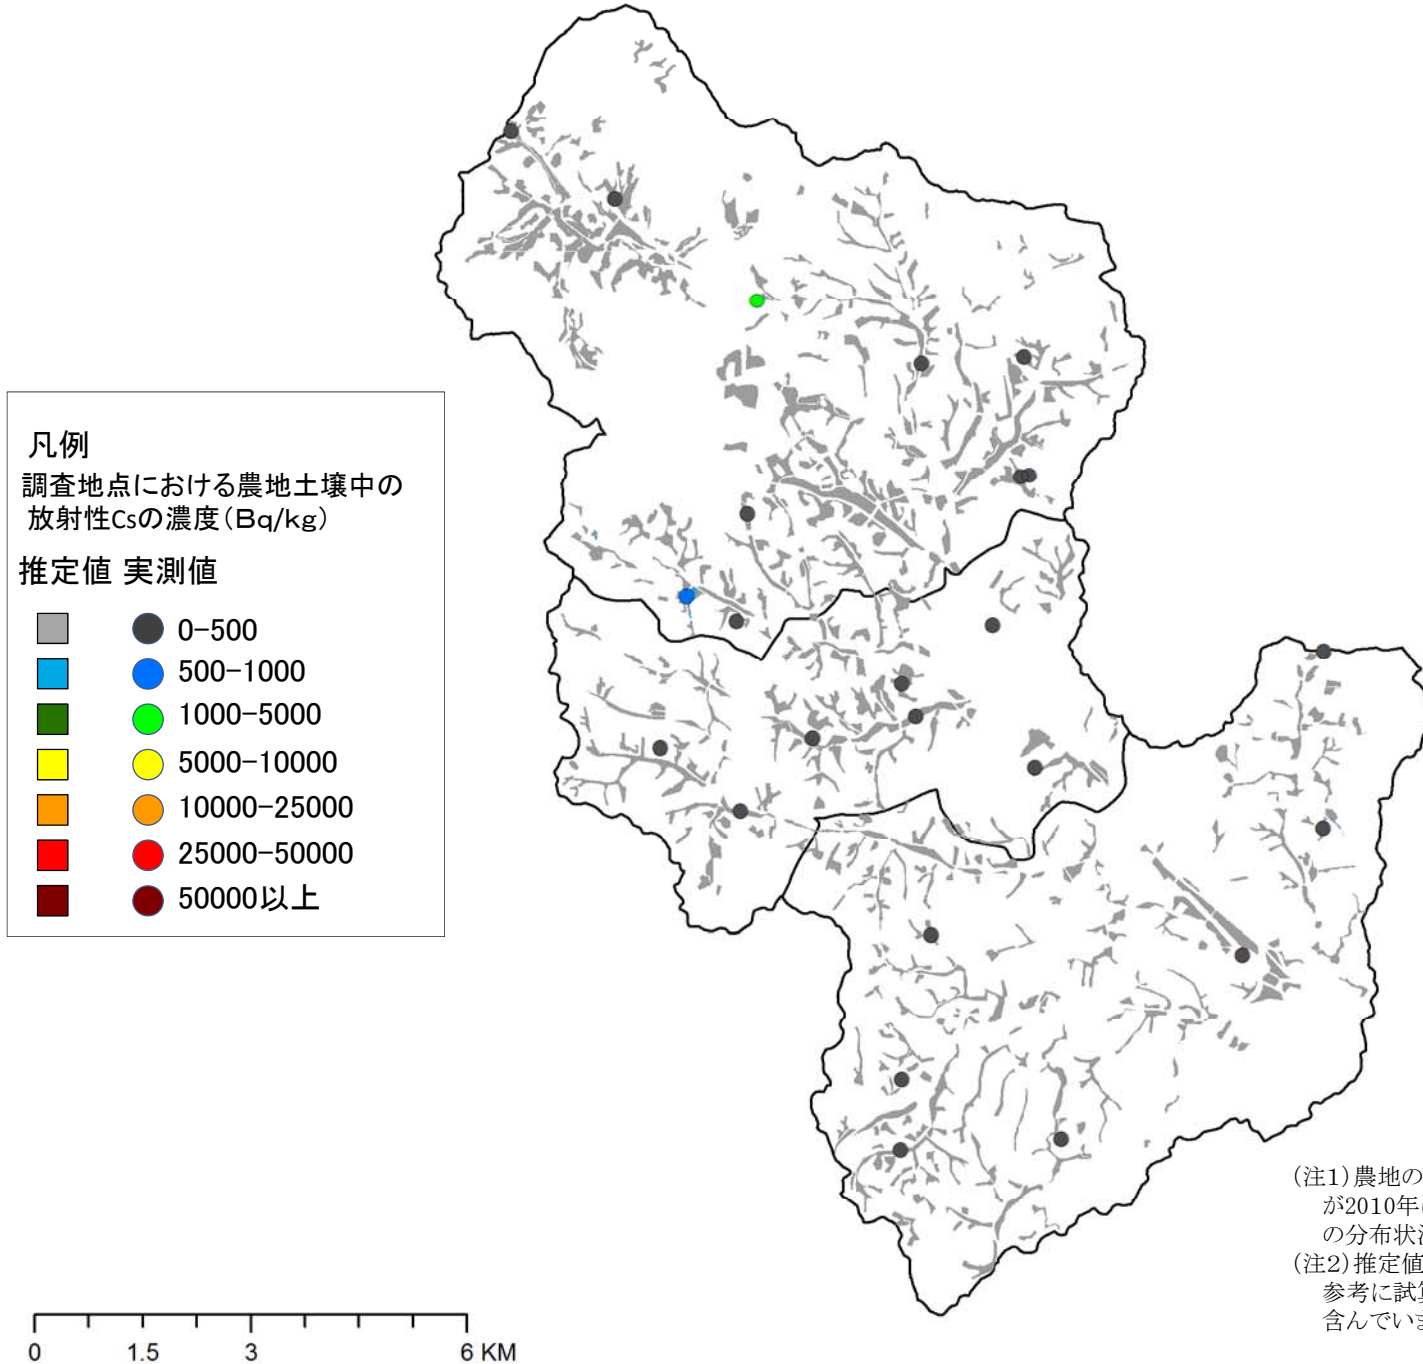 凡例
調査地点における農地土壌中の
放射性Csの濃度(Bq/kg)
推定値 実測値
0-500
500-1000
1000-5000
5000-10000
10000-25000
25000-50000
50000以上
(注1)農地の
が2010年
の分布状
(注2)推定値
参考に試
含んでい
0 1.5 3 6 KM